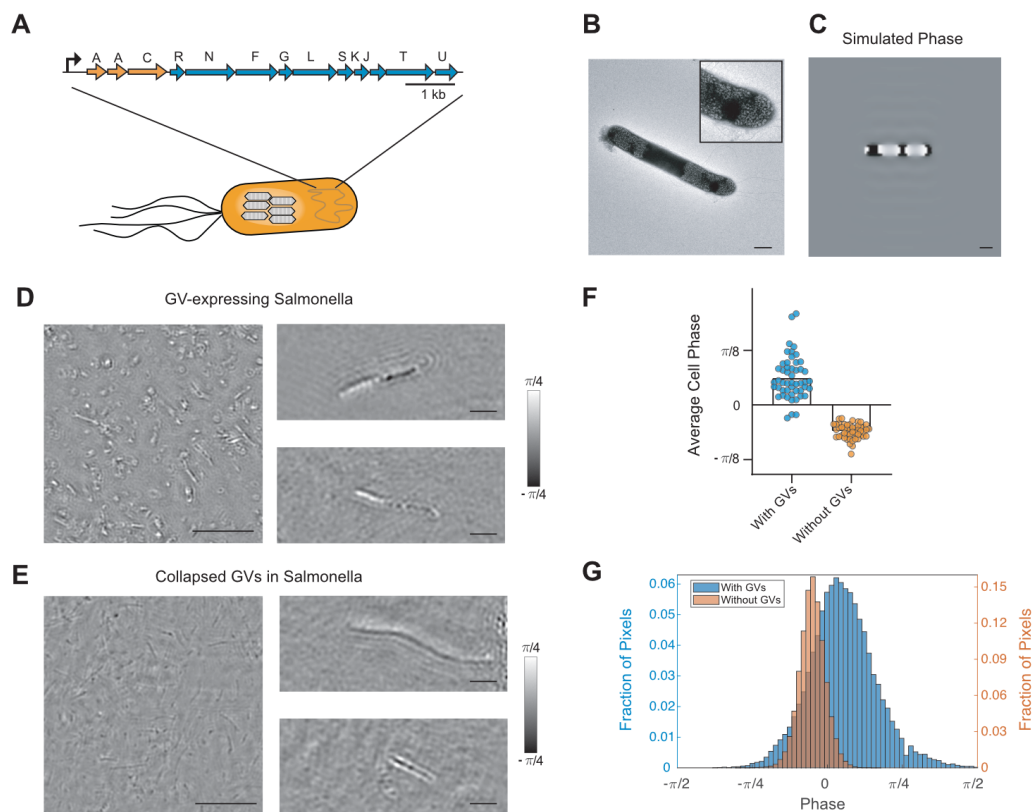 A
A A C R N F G L S K J T U
1 kb
B
C
Simulated Phase
D
GV-expressing Salmonella
π/4
- π/4
E
Collapsed GVs in Salmonella
π/4
- π/4
F
Average Cell Phase
π/8
0
- π/8
With GVs
Without GVs
G
With GVs
Without GVs
Fraction of Pixels
0.06
0.05
0.04
0.03
0.02
0.01
0
0.15
0.12
0.09
0.06
0.03
0
Fraction of Pixels
-π/2 -π/4 0 π/4 π/2
Phase